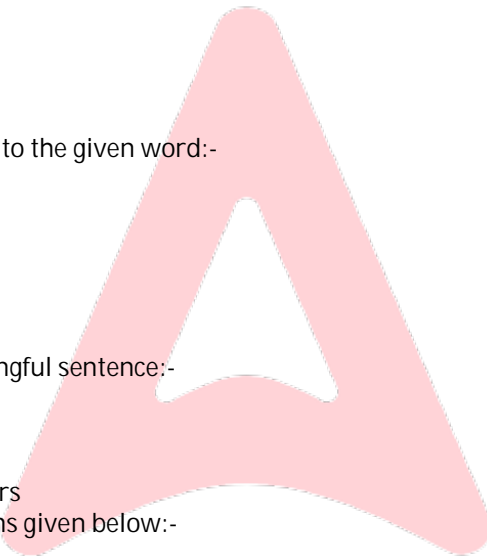 to the given word:-
ngful sentence:-
rs
ns given below:-